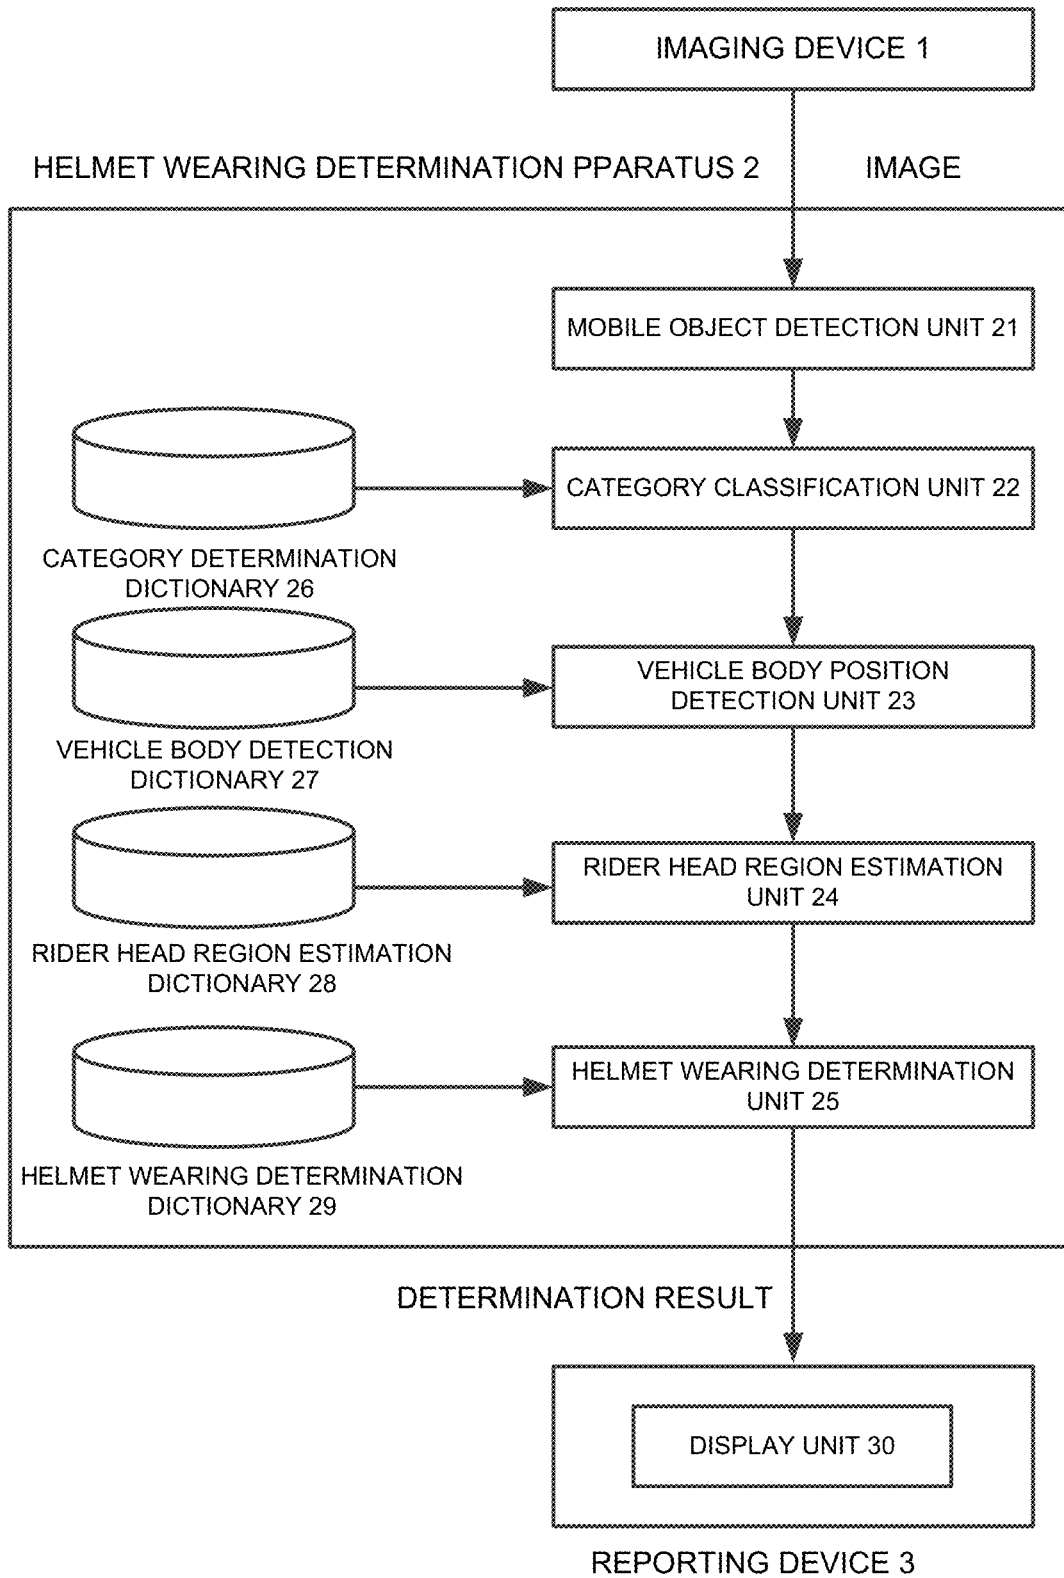 IMAGING DEVICE 1
HELMET WEARING DETERMINATION PPARATUS 2
IMAGE
MOBILE OBJECT DETECTION UNIT 21
CATEGORY CLASSIFICATION UNIT 22
CATEGORY DETERMINATION
DICTIONARY 26
VEHICLE BODY POSITION
DETECTION UNIT 23
VEHICLE BODY DETECTION
DICTIONARY 27
RIDER HEAD REGION ESTIMATION
UNIT 24
RIDER HEAD REGION ESTIMATION
DICTIONARY 28
HELMET WEARING DETERMINATION
UNIT 25
HELMET WEARING DETERMINATION
DICTIONARY 29
DETERMINATION RESULT
DISPLAY UNIT 30
REPORTING DEVICE 3